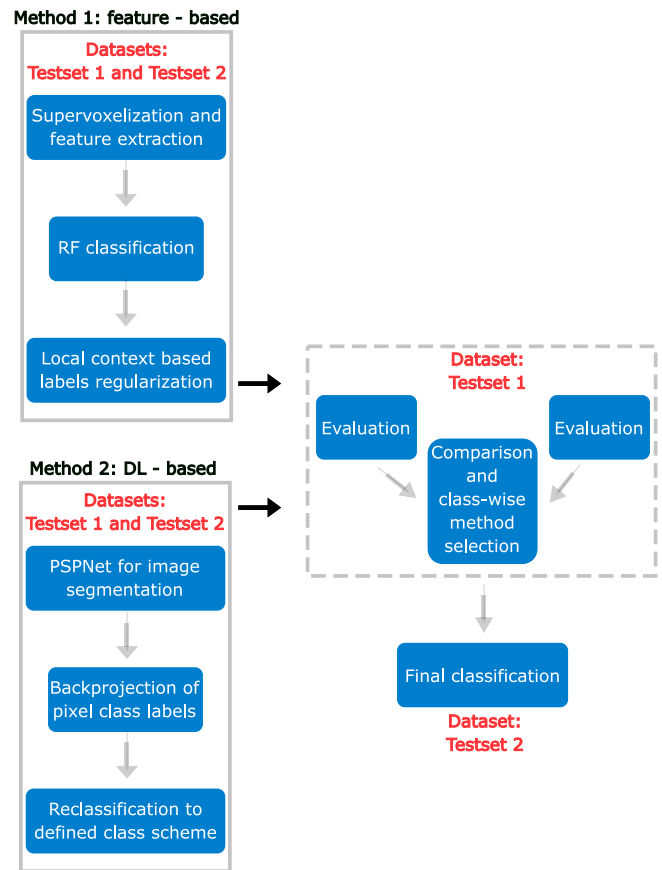 Method 1: feature - based
Datasets:
Testset 1 and Testset 2
Supervoxelization and
feature extraction
RF classification
Local context based
labels regularization
Method 2: DL - based
Datasets:
Testset 1 and Testset 2
PSPNet for image
segmentation
Backprojection of
pixel class labels
Reclassification to
defined class scheme
Dataset:
Testset 1
Evaluation
Evaluation
Comparison
and
class-wise
method
selection
Final classification
Dataset:
Testset 2